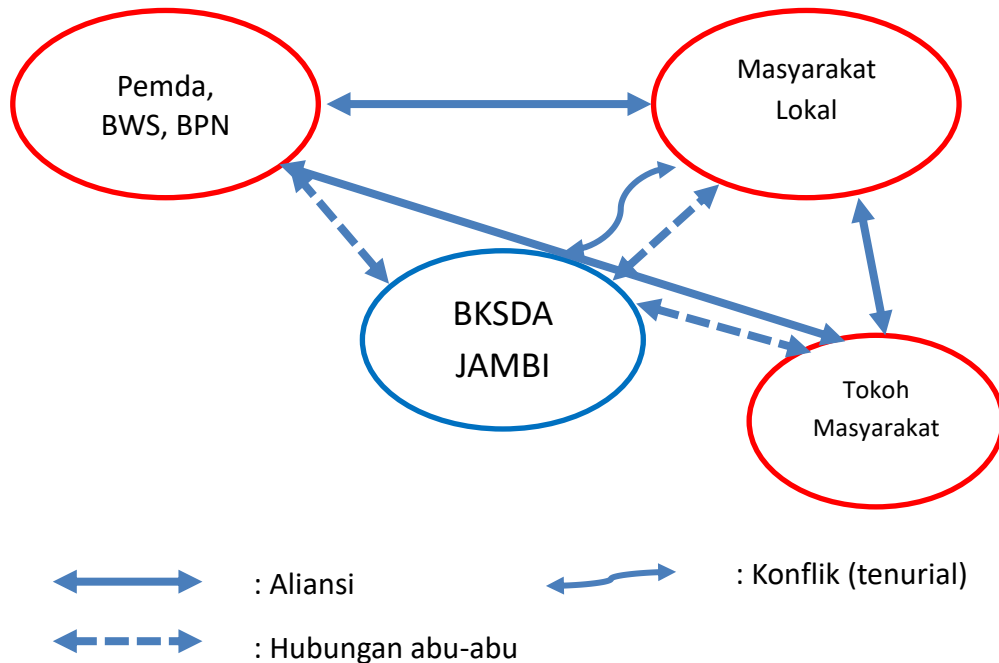 Pemda,
BWS, BPN
Masyarakat
Lokal
BKSDA
JAMBI
Tokoh
Masyarakat
: Aliansi
: Konflik (tenurial)
: Hubungan abu-abu